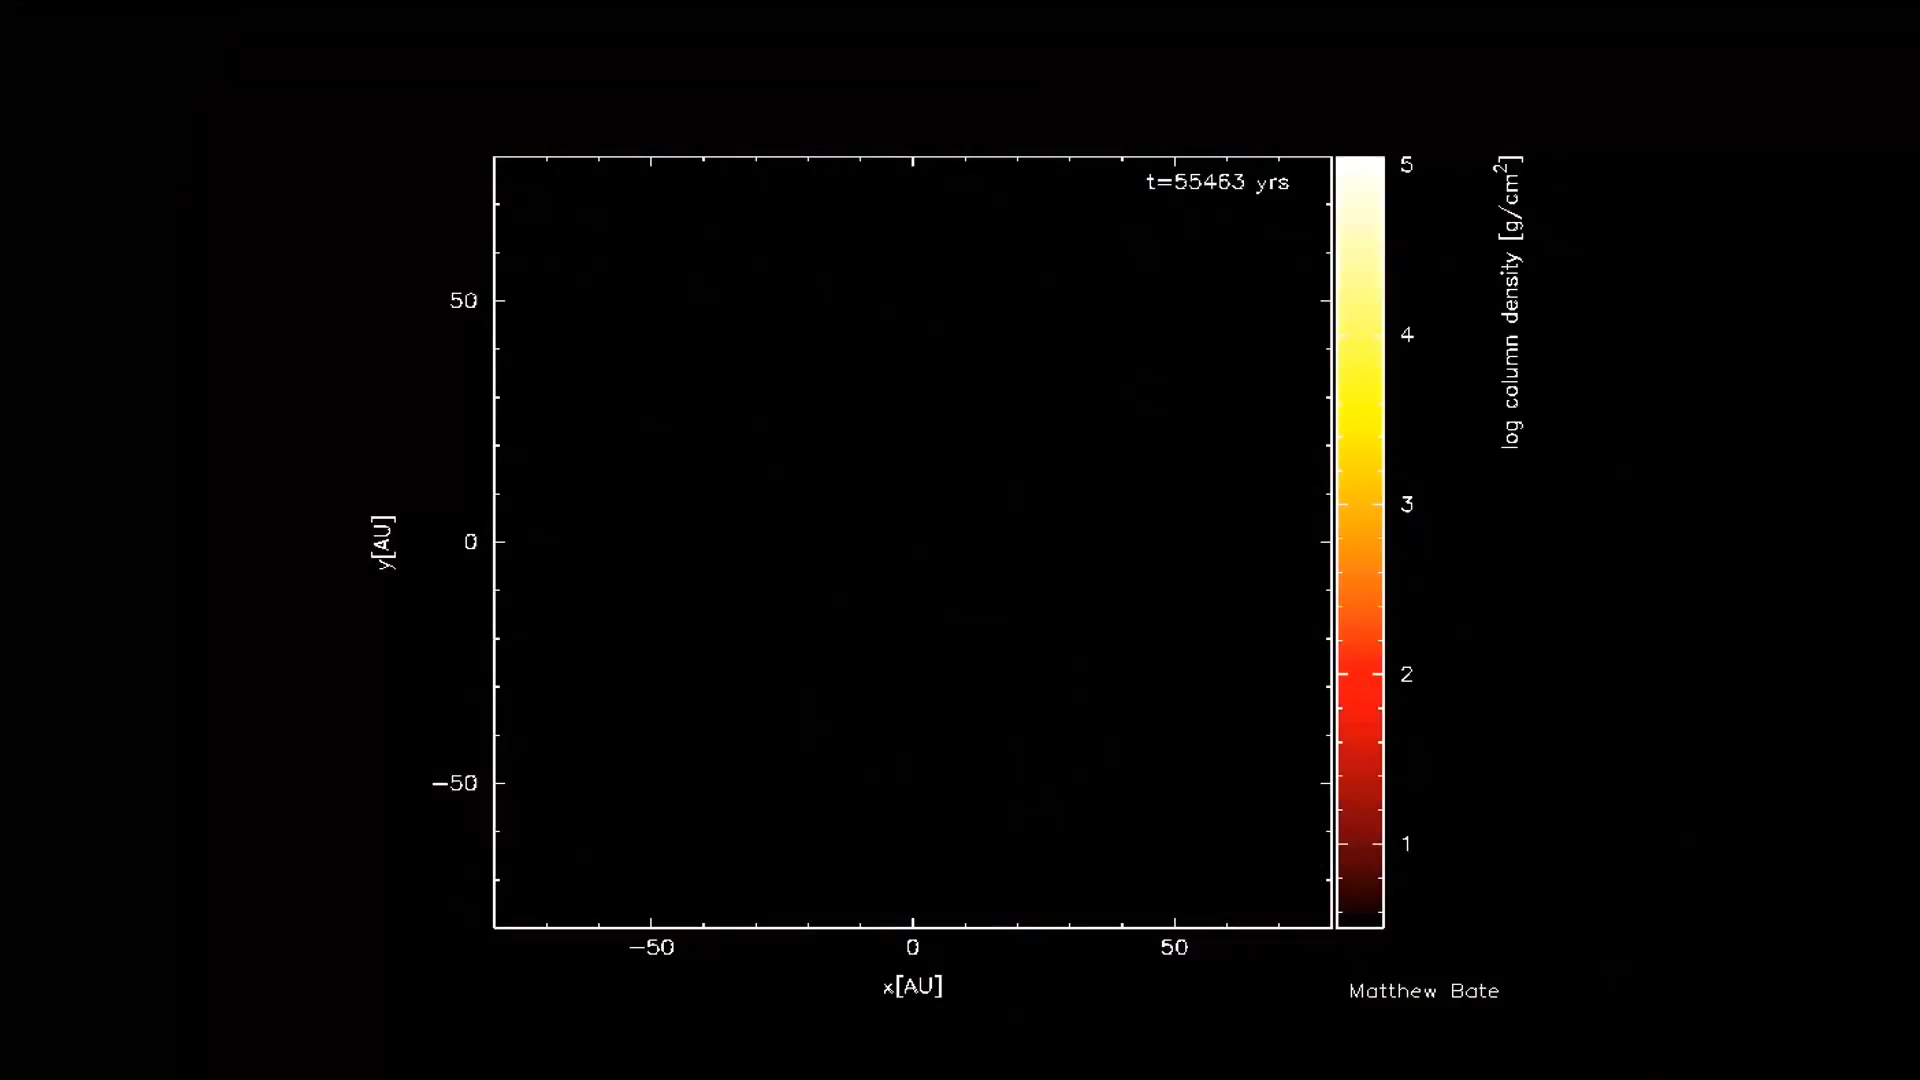 t=55463 yrs
5
4
3
2
1
log column density [g/cm²]
50
0
−50
y[AU]
−50 0 50
x[AU]
Matthew Bate